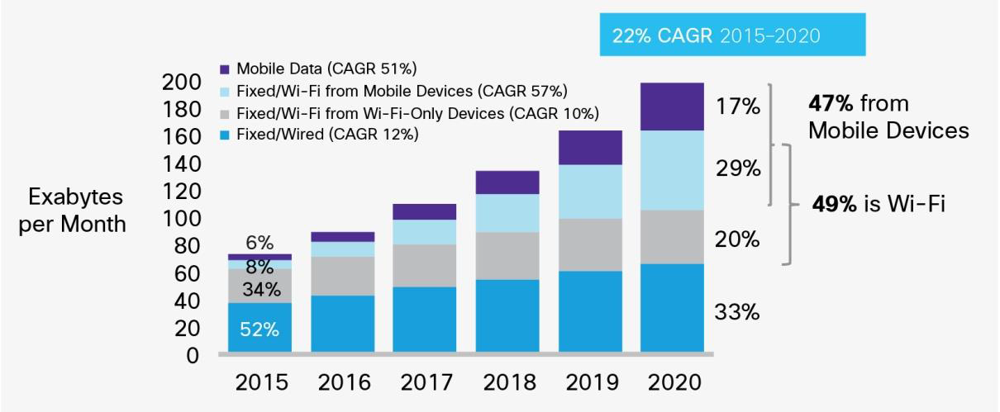 22% CAGR 2015–2020
Mobile Data (CAGR 51%)
Fixed/Wi-Fi from Mobile Devices (CAGR 57%)
Fixed/Wi-Fi from Wi-Fi-Only Devices (CAGR 10%)
Fixed/Wired (CAGR 12%)
Exabytes
per Month
200
180
160
140
120
100
80
60
40
20
0
6%
8%
34%
52%
17%
29%
20%
33%
47% from
Mobile Devices
49% is Wi-Fi
2015 2016 2017 2018 2019 2020